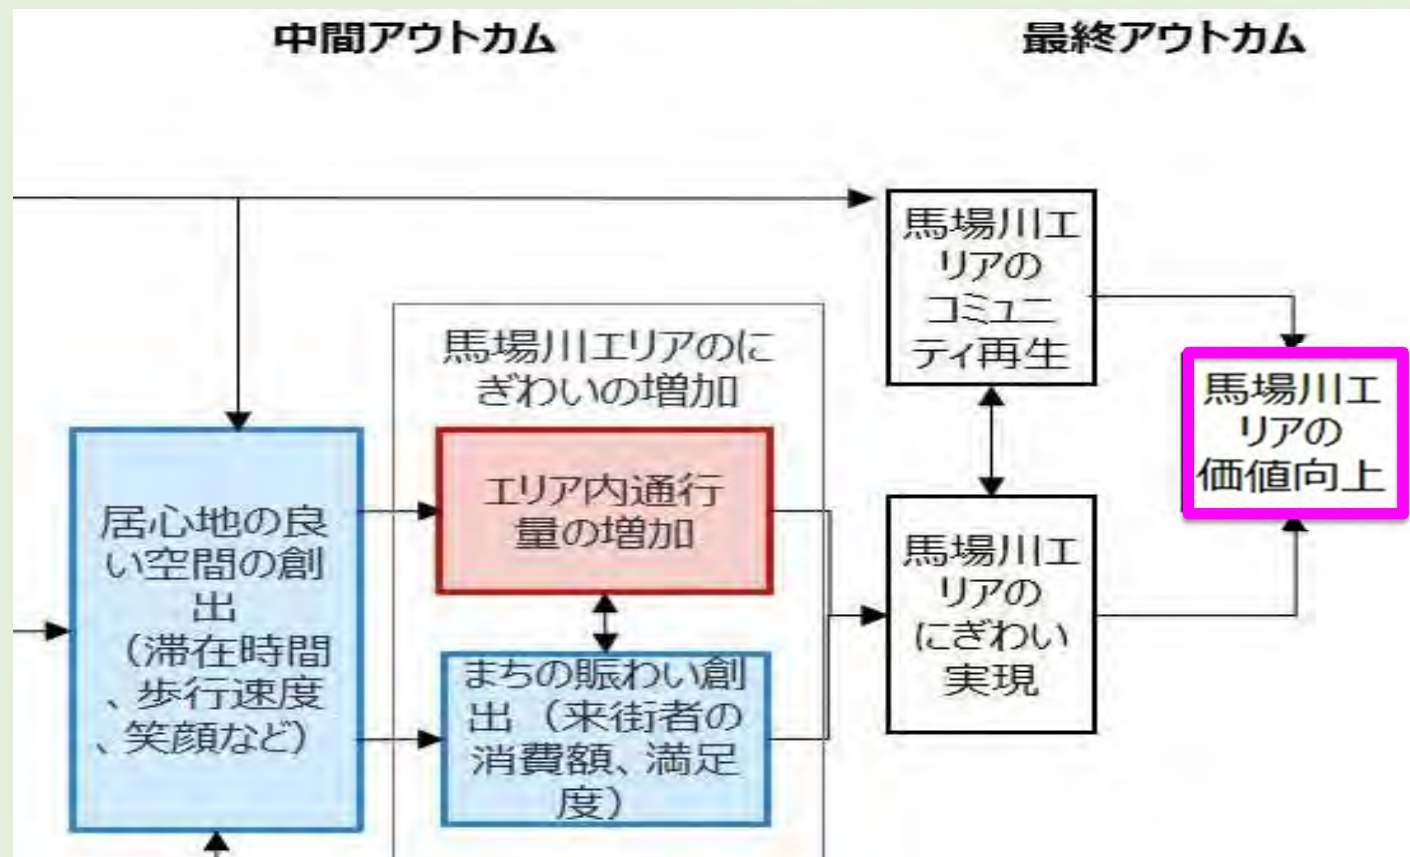 中間アウトカム
最終アウトカム
馬場川エ
リアの
コミュニ
ティ再生
馬場川エリアのに
ぎわいの増加
馬場川エ
リアの
価値向上
エリア内通行
量の増加
居心地の良
い空間の創
出
（滞在時間
、歩行速度
、笑顔など）
馬場川エ
リアの
にぎわい
実現
まちの賑わい創
出（来街者の
消費額、満足
度）